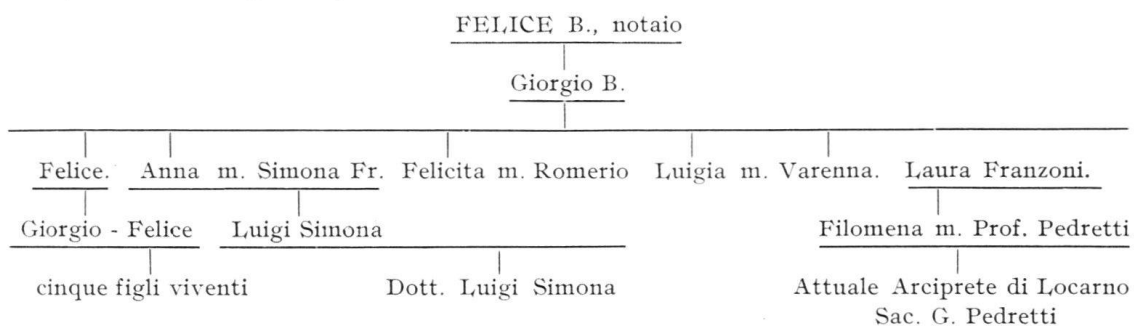 FELICE B., notaio
Giorgio B.
Felice. Anna m. Simona Fr. Felicita m. Romerio Luigia m. Varenna. Laura Franzoni.
Giorgio - Felice Luigi Simona Filomena m. Prof. Pedretti
cinque figli viventi Dott. Luigi Simona Attuale Arciprete di Locarno
Sac. G. Pedretti